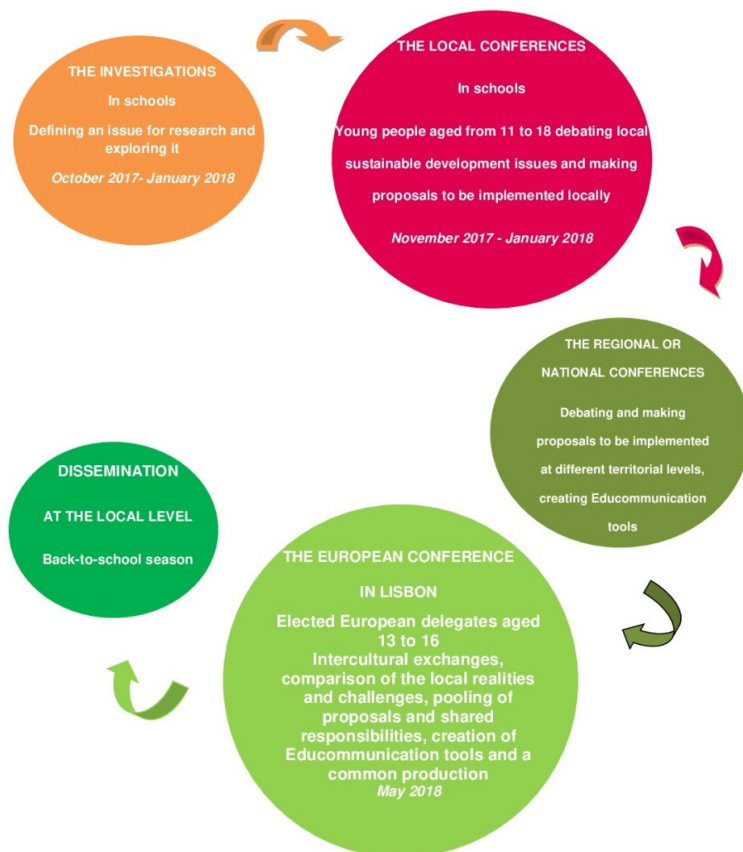 THE INVESTIGATIONS
In schools
Defining an issue for research and
exploring it
October 2017- January 2018
THE LOCAL CONFERENCES
In schools
Young people aged from 11 to 18 debating local
sustainable development issues and making
proposals to be implemented locally
November 2017 - January 2018
THE REGIONAL OR
NATIONAL CONFERENCES
Debating and making
proposals to be implemented
at different territorial levels,
creating Educommunication
tools
THE EUROPEAN CONFERENCE
IN LISBON
Elected European delegates aged
13 to 16
Intercultural exchanges,
comparison of the local realities
and challenges, pooling of
proposals and shared
responsibilities, creation of
Educommunication tools and a
common production
May 2018
DISSEMINATION
AT THE LOCAL LEVEL
Back-to-school season